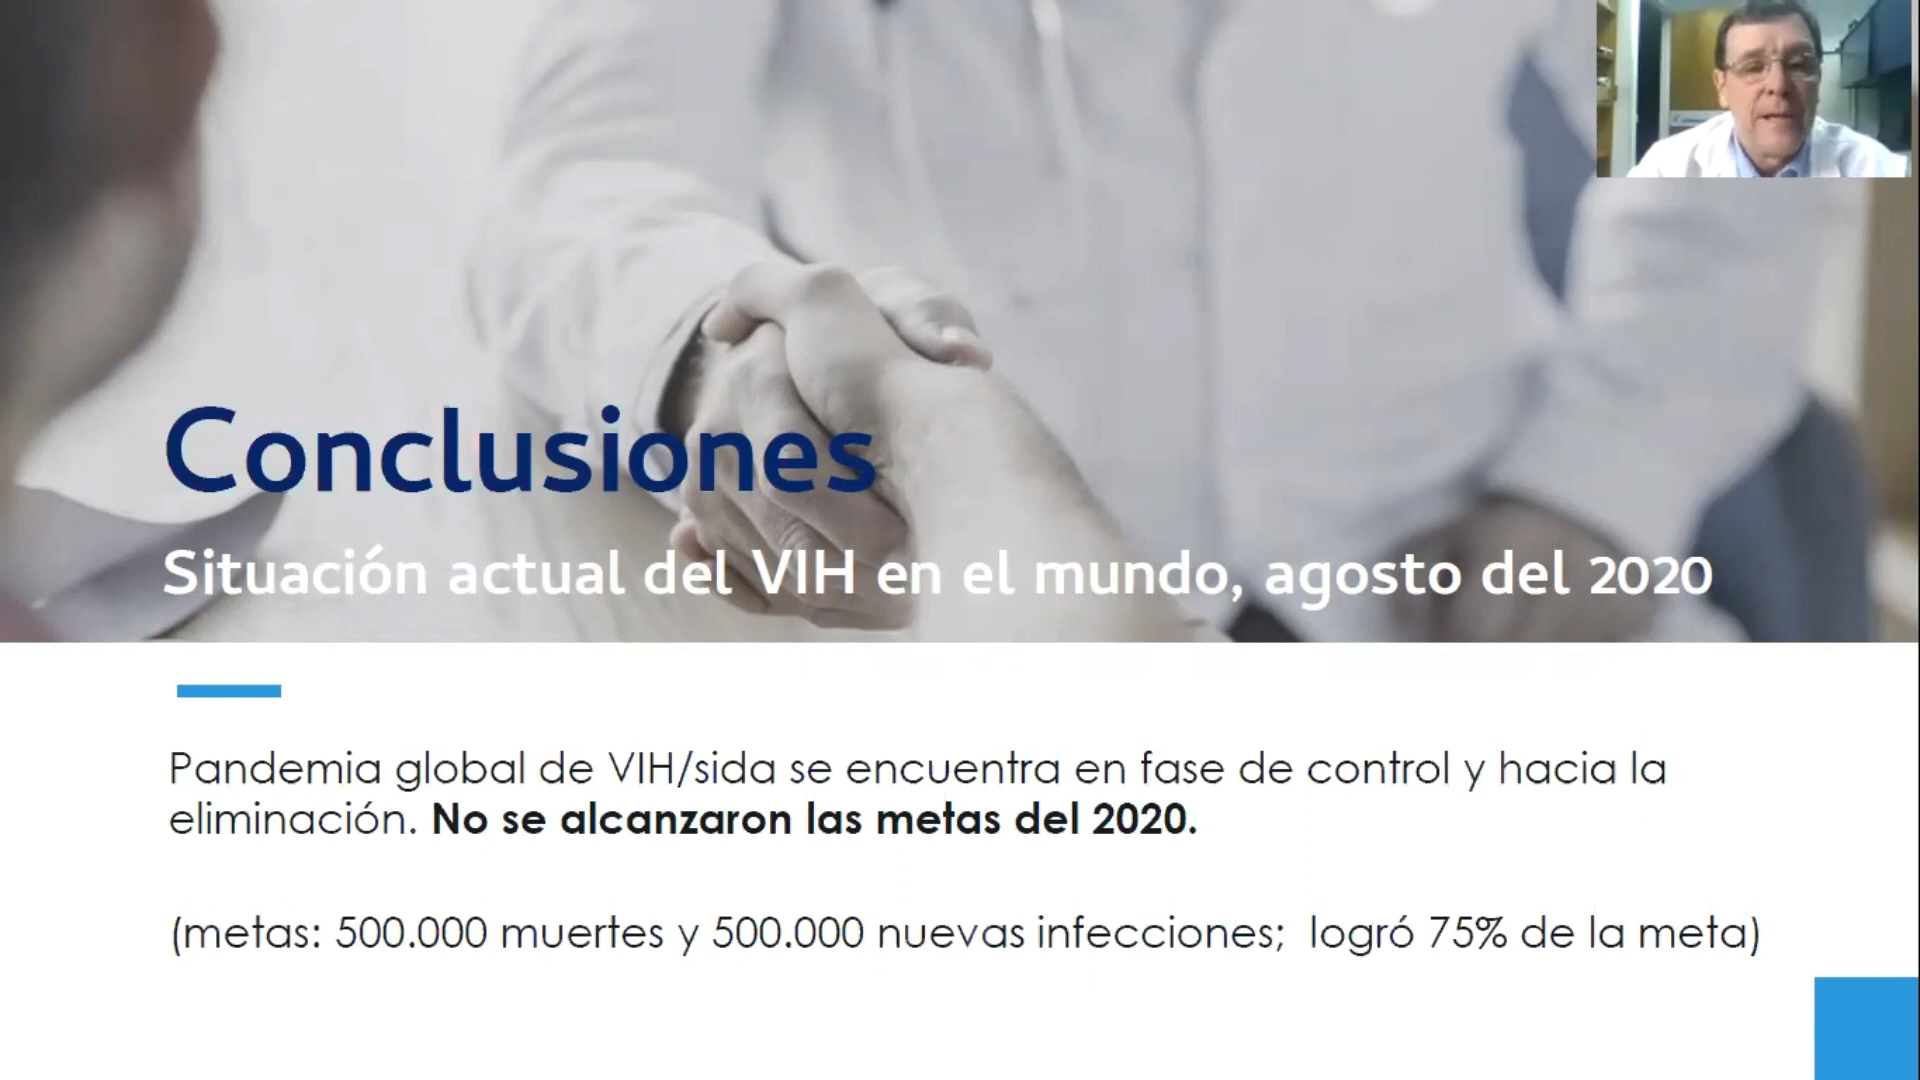 Conclusiones
Situación actual del VIH en el mundo, agosto del 2020
Pandemia global de VIH/sida se encuentra en fase de control y hacia la
eliminación. No se alcanzaron las metas del 2020.
(metas: 500.000 muertes y 500.000 nuevas infecciones; logró 75% de la meta)